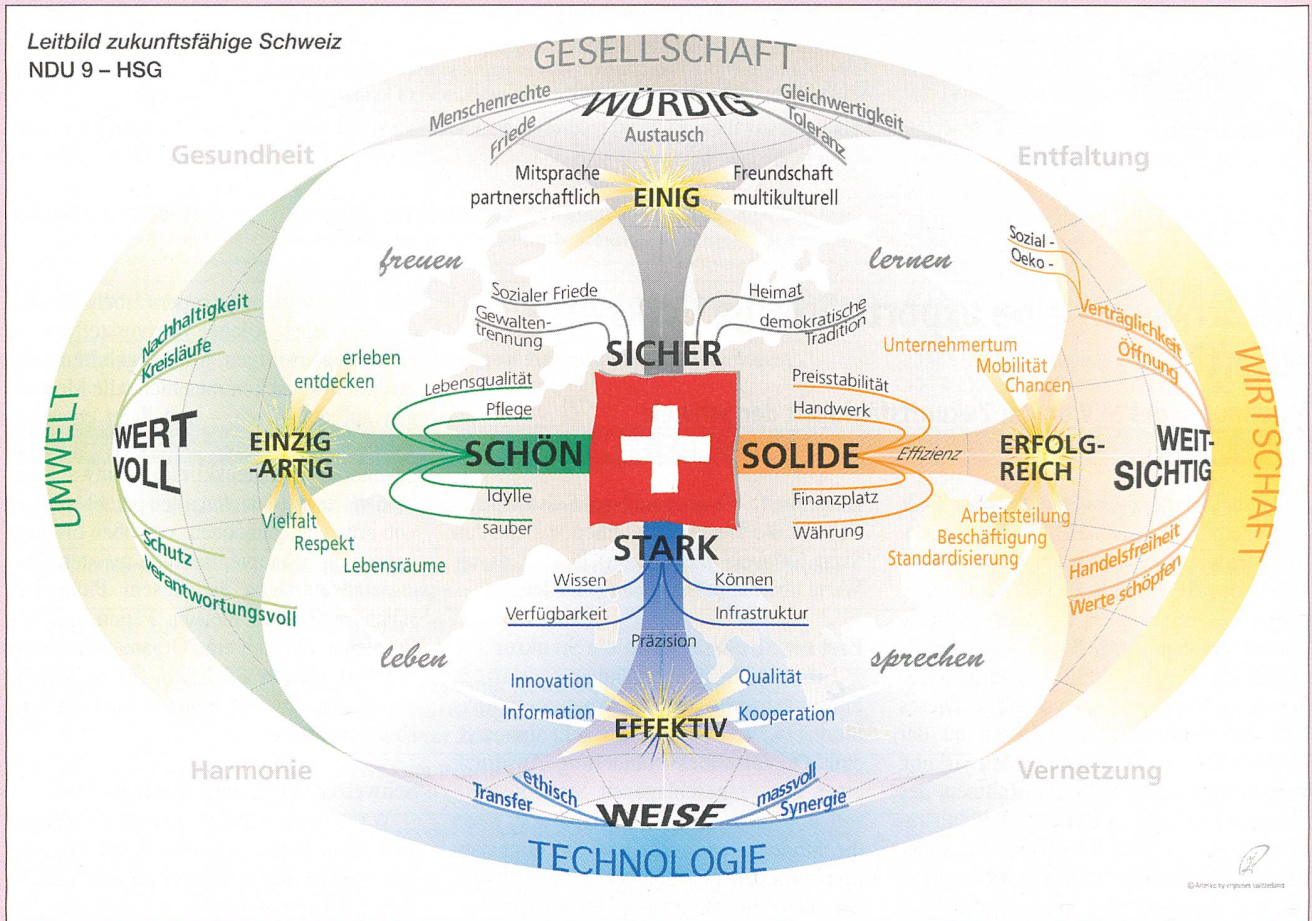 Leitbild zukunftsfähige Schweiz
NDU 9 – HSG
GESELLSCHAFT
WÜRDIG
Menschenrechte
Friede
Gleichwertigkeit
Toleranz
Austausch
Gesundheit
Entfaltung
Mitsprache
partnerschaftlich
EINIG
Freundschaft
multikulturell
freuen
lernen
Sozialer Friede
Gewalten-
trennung
Heimat
demokratische
Tradition
SICHER
Sozial -
Oeko -
Verträglichkeit
Öffnung
Nachhaltigkeit
Kreisläufe
erleben
entdecken
Lebensqualität
Pflege
Preisstabilität
Handwerk
Unternehmertum
Mobilität
Chancen
UMWELT
WERT
VOLL
EINZIG
-ARTIG
SCHÖN
SOLIDE
Effizienz
ERFOLG-
REICH
WEIT-
SICHTIG
WIRTSCHAFT
Idylle
sauber
Finanzplatz
Währung
Vielfalt
Respekt
Lebensräume
Arbeitsteilung
Beschäftigung
Standardisierung
Schutz
verantwortungsvoll
Handelsfreiheit
Werte schöpfen
STARK
Wissen
Können
Verfügbarkeit
Infrastruktur
Präzision
leben
sprechen
Innovation
Information
Qualität
Kooperation
EFFEKTIV
Harmonie
Vernetzung
ethisch
Transfer
massvoll
Synergie
WEISE
TECHNOLOGIE